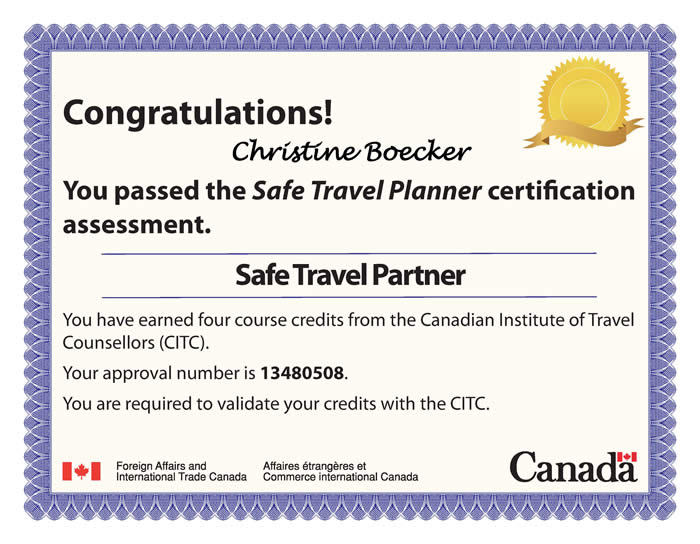 Congratulations!
Christine Boecker
You passed the Safe Travel Planner certification
assessment.
Safe Travel Partner
You have earned four course credits from the Canadian Institute of Travel
Counsellors (CITC).
Your approval number is 13480508.
You are required to validate your credits with the CITC.
Foreign Affairs and
International Trade Canada
Affaires étrangères et
Commerce international Canada
Canada